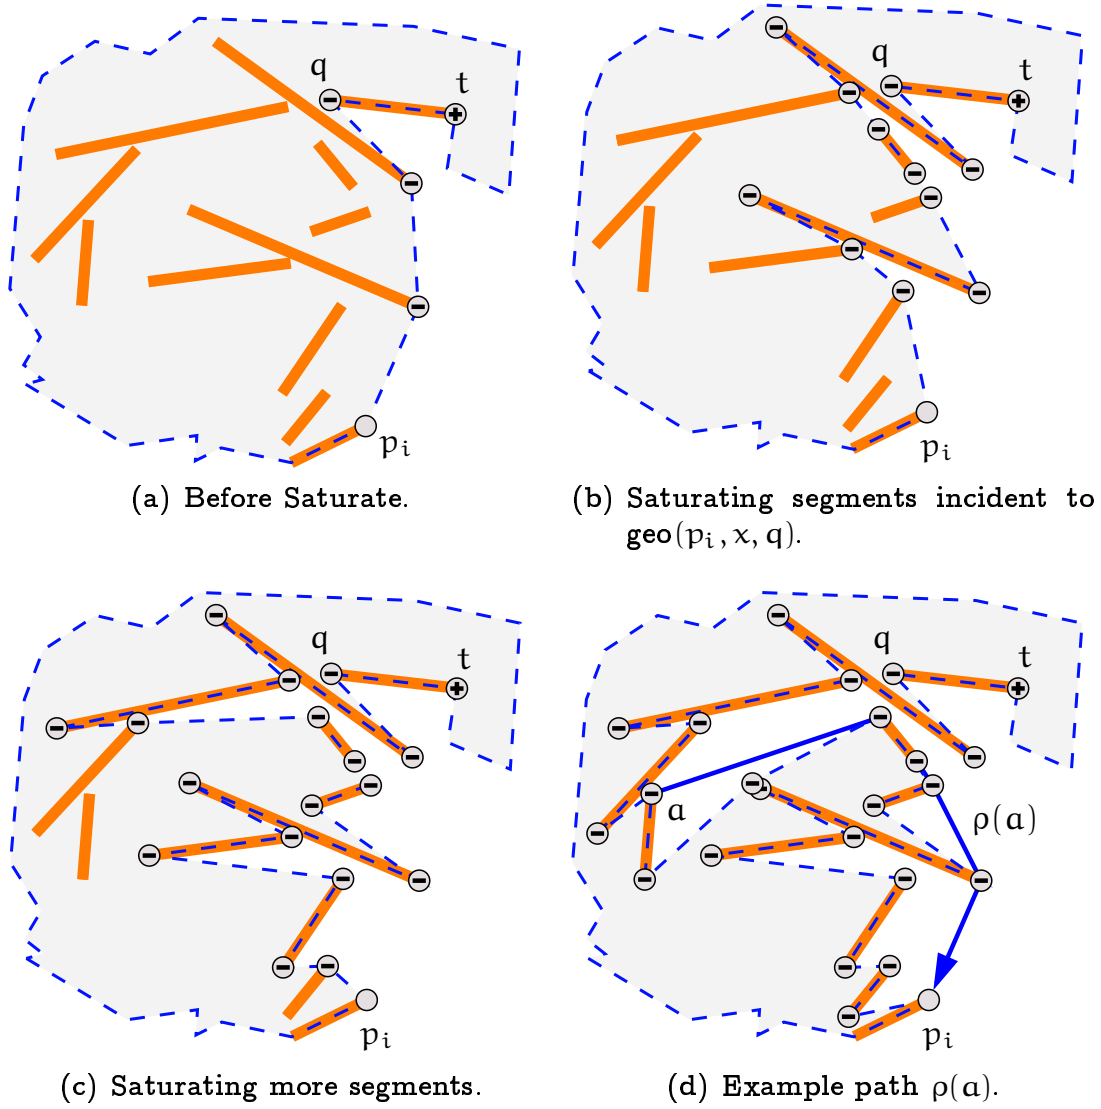 q
t
pᵢ
(a) Before Saturate.
q
t
pᵢ
(b) Saturating segments incident to
geo(pᵢ, x, q).
q
t
pᵢ
(c) Saturating more segments.
q
t
a
ρ(a)
pᵢ
(d) Example path ρ(a).